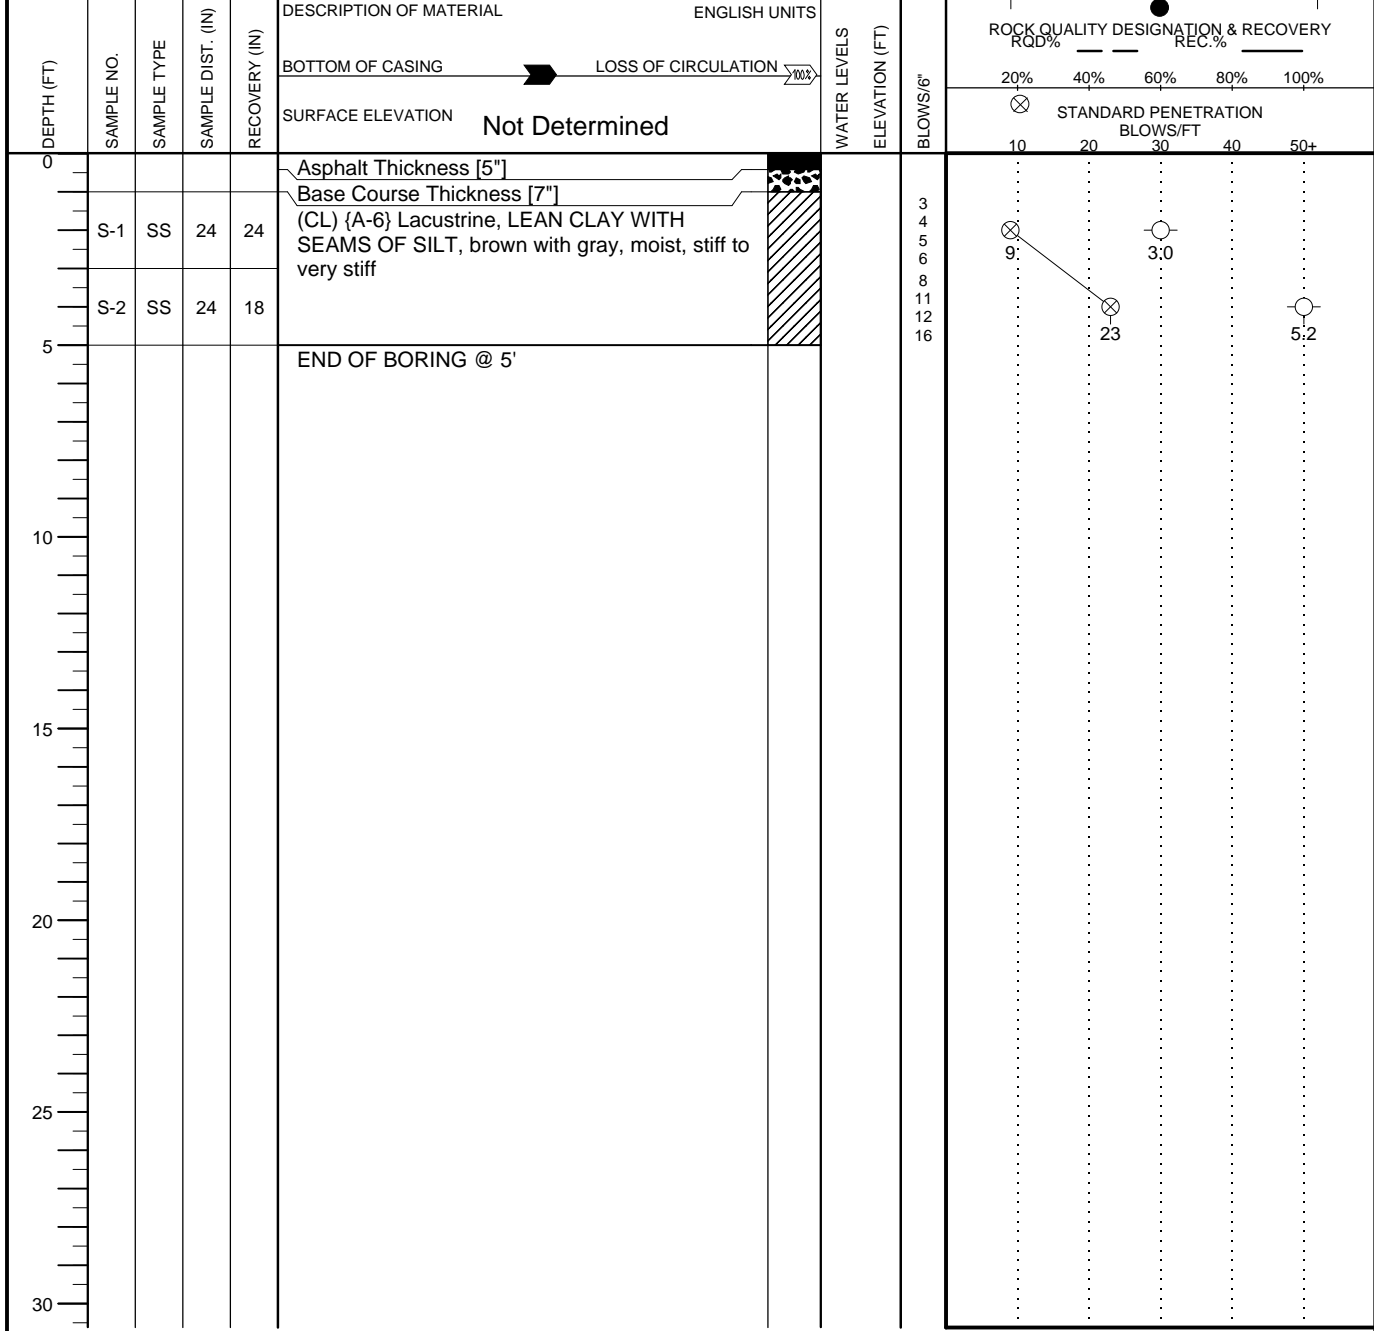 DEPTH (FT)
SAMPLE NO.
SAMPLE TYPE
SAMPLE DIST. (IN)
RECOVERY (IN)
DESCRIPTION OF MATERIAL
ENGLISH UNITS
BOTTOM OF CASING
LOSS OF CIRCULATION
100%
SURFACE ELEVATION
Not Determined
WATER LEVELS
ELEVATION (FT)
BLOWS/6"
ROCK QUALITY DESIGNATION & RECOVERY
RQD%
REC.%
20% 40% 60% 80% 100%
STANDARD PENETRATION
BLOWS/FT
10 20 30 40 50+
0
Asphalt Thickness [5"]
Base Course Thickness [7"]
(CL) {A-6} Lacustrine, LEAN CLAY WITH
SEAMS OF SILT, brown with gray, moist, stiff to
very stiff
S-1 SS 24 24
3
4
5
6
9
3.0
S-2 SS 24 18
8
11
12
16
23
5.2
5
END OF BORING @ 5'
10
15
20
25
30